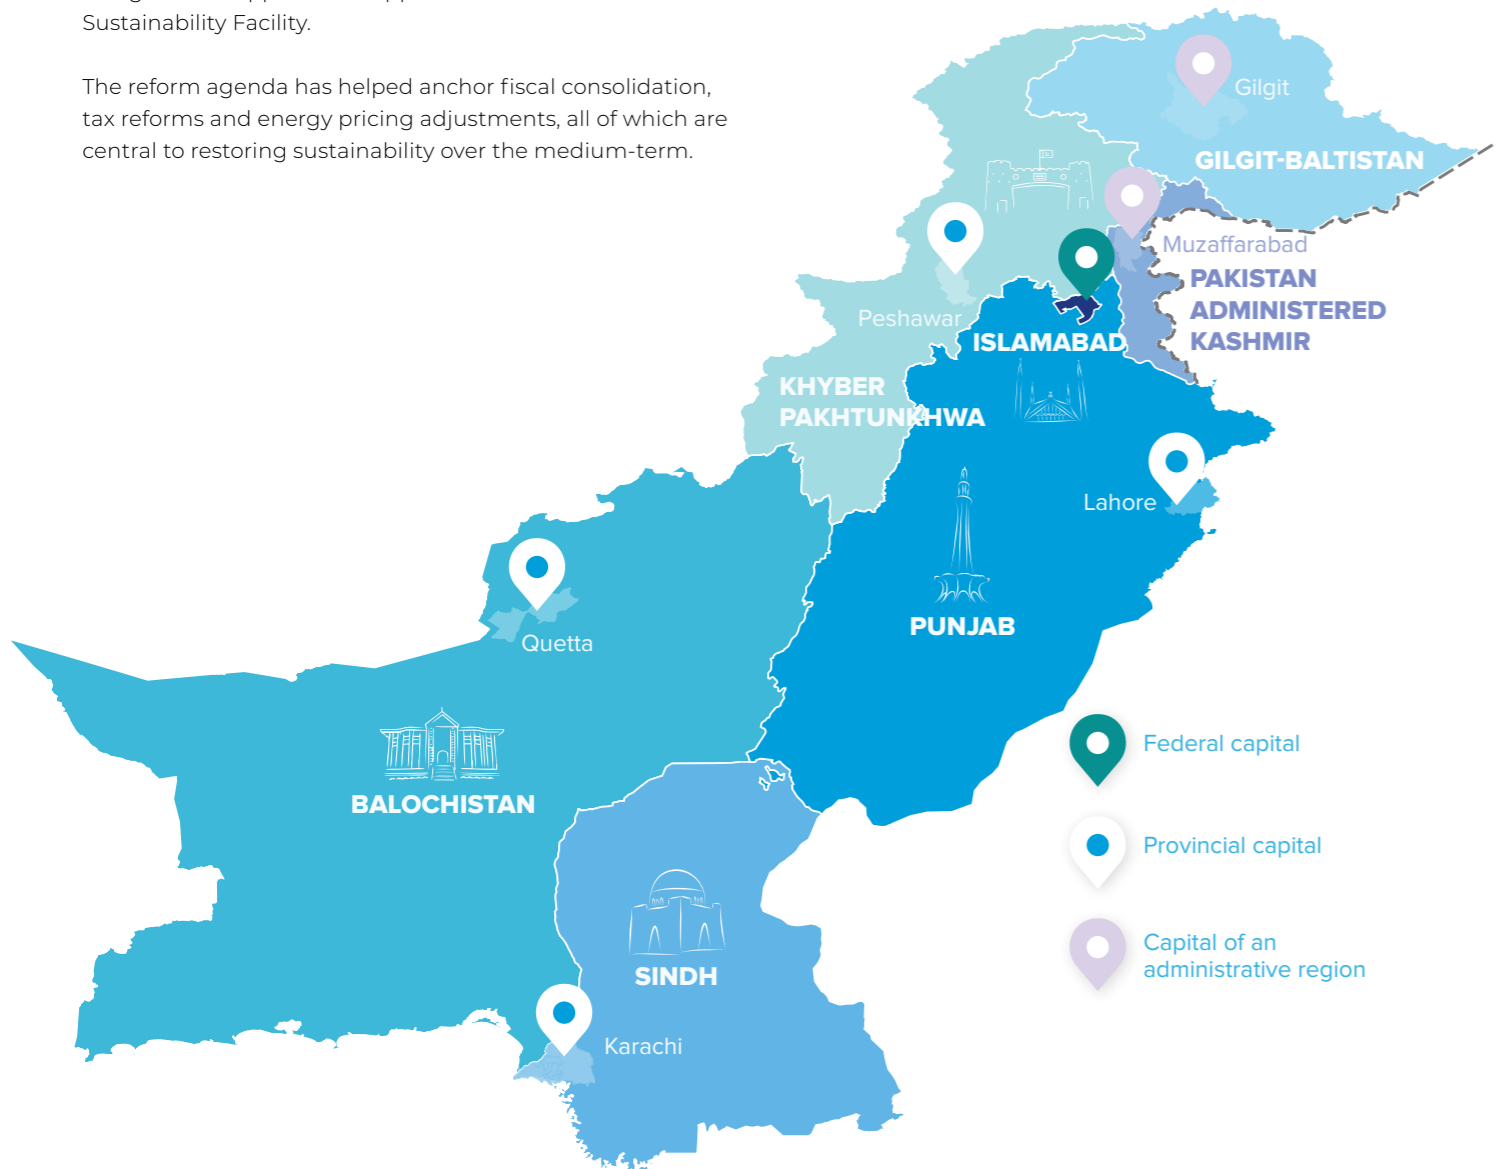 Sustainability Facility.
The reform agenda has helped anchor fiscal consolidation,
tax reforms and energy pricing adjustments, all of which are
central to restoring sustainability over the medium-term.
Gilgit
GILGIT-BALTISTAN
Muzaffarabad
PAKISTAN
ADMINISTERED
KASHMIR
Peshawar
ISLAMABAD
KHYBER
PAKHTUNKHWA
Lahore
PUNJAB
Quetta
BALOCHISTAN
SINDH
Karachi
Federal capital
Provincial capital
Capital of an
administrative region